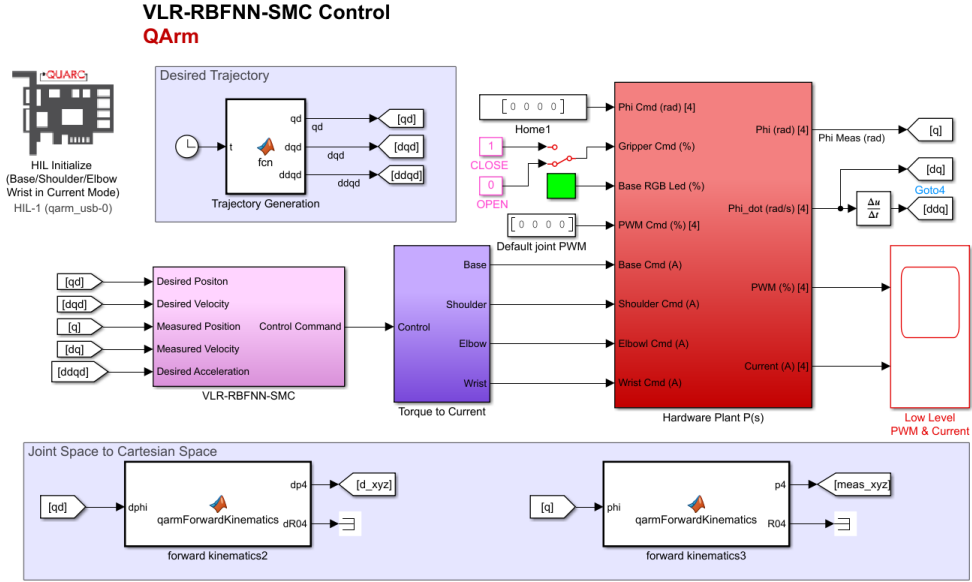 VLR-RBFNN-SMC Control
QArm
QUARC
HIL Initialize
(Base/Shoulder/Elbow
Wrist in Current Mode)
HIL-1 (qarm_usb-0)
Desired Trajectory
t
fcn
qd
dqd
ddqd
qd
dqd
ddqd
[qd]
[dqd]
[ddqd]
Trajectory Generation
[0 0 0 0]
Home1
1
CLOSE
0
OPEN
[0 0 0 0]
Default joint PWM
Phi Cmd (rad) [4]
Gripper Cmd (%)
Base RGB Led (%)
PWM Cmd (%) [4]
Base Cmd (A)
Shoulder Cmd (A)
Elbowl Cmd (A)
Wrist Cmd (A)
Phi (rad) [4]
Phi_dot (rad/s) [4]
PWM (%) [4]
Current (A) [4]
Hardware Plant P(s)
Phi Meas (rad)
[q]
[dq]
Goto4
Δu
Δt
[ddq]
Low Level
PWM & Current
[qd]
[dqd]
[q]
[dq]
[ddqd]
Desired Positon
Desired Velocity
Measured Position
Measured Velocity
Desired Acceleration
Control Command
VLR-RBFNN-SMC
Control
Base
Shoulder
Elbow
Wrist
Torque to Current
Joint Space to Cartesian Space
[qd]
dphi
qarmForwardKinematics
dp4
dR04
[d_xyz]
forward kinematics2
[q]
phi
qarmForwardKinematics
p4
R04
[meas_xyz]
forward kinematics3